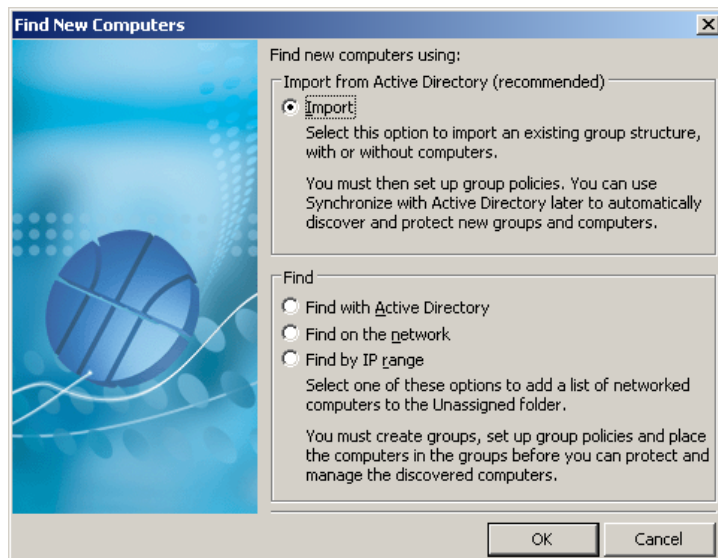 Find New Computers
Find new computers using:
Import from Active Directory (recommended)
Import
Select this option to import an existing group structure,
with or without computers.
You must then set up group policies. You can use
Synchronize with Active Directory later to automatically
discover and protect new groups and computers.
Find
Find with Active Directory
Find on the network
Find by IP range
Select one of these options to add a list of networked
computers to the Unassigned folder.
You must create groups, set up group policies and place
the computers in the groups before you can protect and
manage the discovered computers.
OK
Cancel